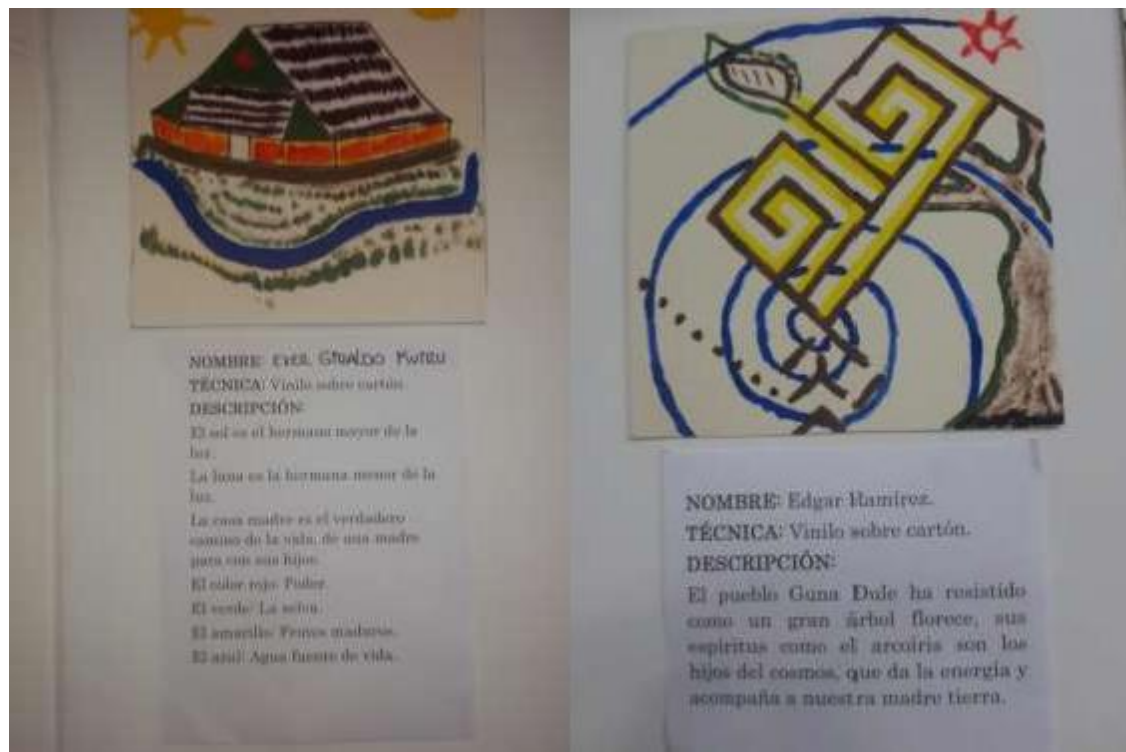 NOMBRE: EVER GIRALDO
TÉCNICA: Vinilo sobre cartón.
DESCRIPCIÓN:
El sol es el hermano mayor de la
luz.
La luna es la hermana menor de la
luz.
La casa madre es el verdadero
camino de la vida, de una madre
para con sus hijos.
El color rojo: Poder.
El verde: La selva.
El amarillo: Frutos maduros.
El azul: Agua fuente de vida.
NOMBRE: Edgar Ramirez.
TÉCNICA: Vinilo sobre cartón.
DESCRIPCIÓN:
El pueblo Guna Dule ha resistido
como un gran árbol florece, sus
espíritus como el arcoíris son los
hijos del cosmos, que da la energía y
acompaña a nuestra madre tierra.